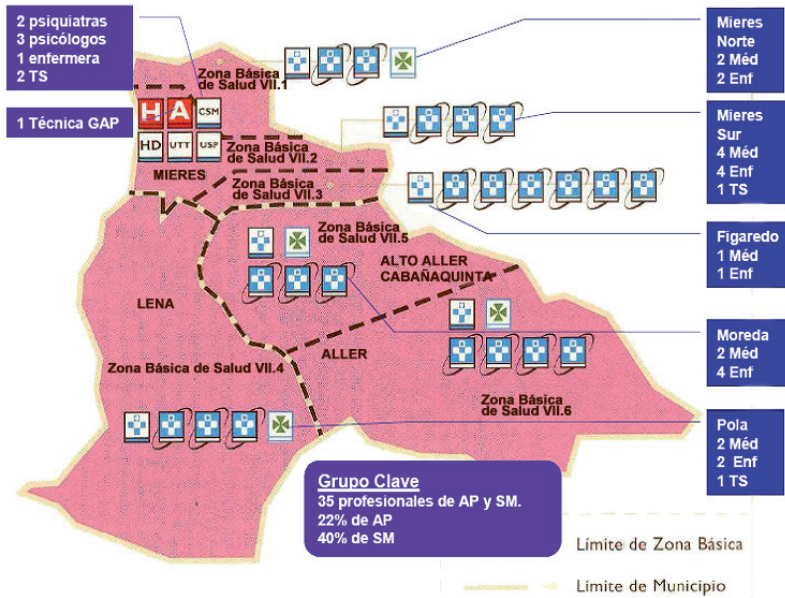 2 psiquiatras
3 psicólogos
1 enfermera
2 TS
1 Técnica GAP
Zona Básica
de Salud VII.1
H A CSM
HD UTT USP
MIERES
Zona Básica
de Salud VII.2
Zona Básica
de Salud VII.3
Zona Básica
de Salud VII.5
ALTO ALLER
CABAÑAQUINTA
LENA
ALLER
Zona Básica de Salud VII.4
Zona Básica
de Salud VII.6
Mieres
Norte
2 Méd
2 Enf
Mieres
Sur
4 Méd
4 Enf
1 TS
Figaredo
1 Méd
1 Enf
Moreda
2 Méd
4 Enf
Pola
2 Méd
2 Enf
1 TS
Grupo Clave
35 profesionales de AP y SM.
22% de AP
40% de SM
Límite de Zona Básica
Límite de Municipio